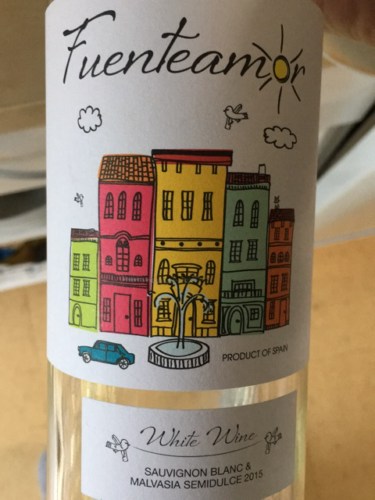 Fuenteamor
PRODUCT OF SPAIN
White Wine
SAUVIGNON BLANC &
MALVASIA SEMIDULCE 2015